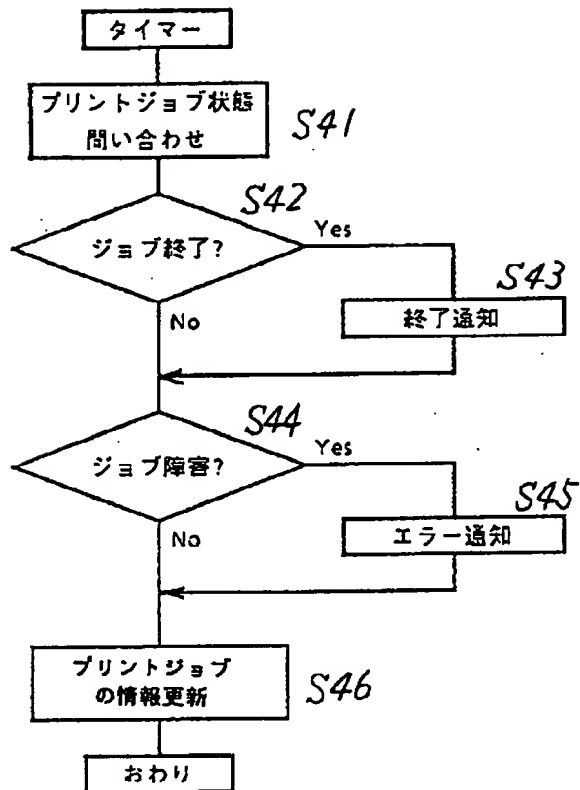 タイマー
プリントジョブ状態
問い合わせ
S41
S42
ジョブ終了?
Yes
S43
終了通知
No
S44
ジョブ障害?
Yes
S45
エラー通知
No
プリントジョブ
の情報更新
S46
おわり